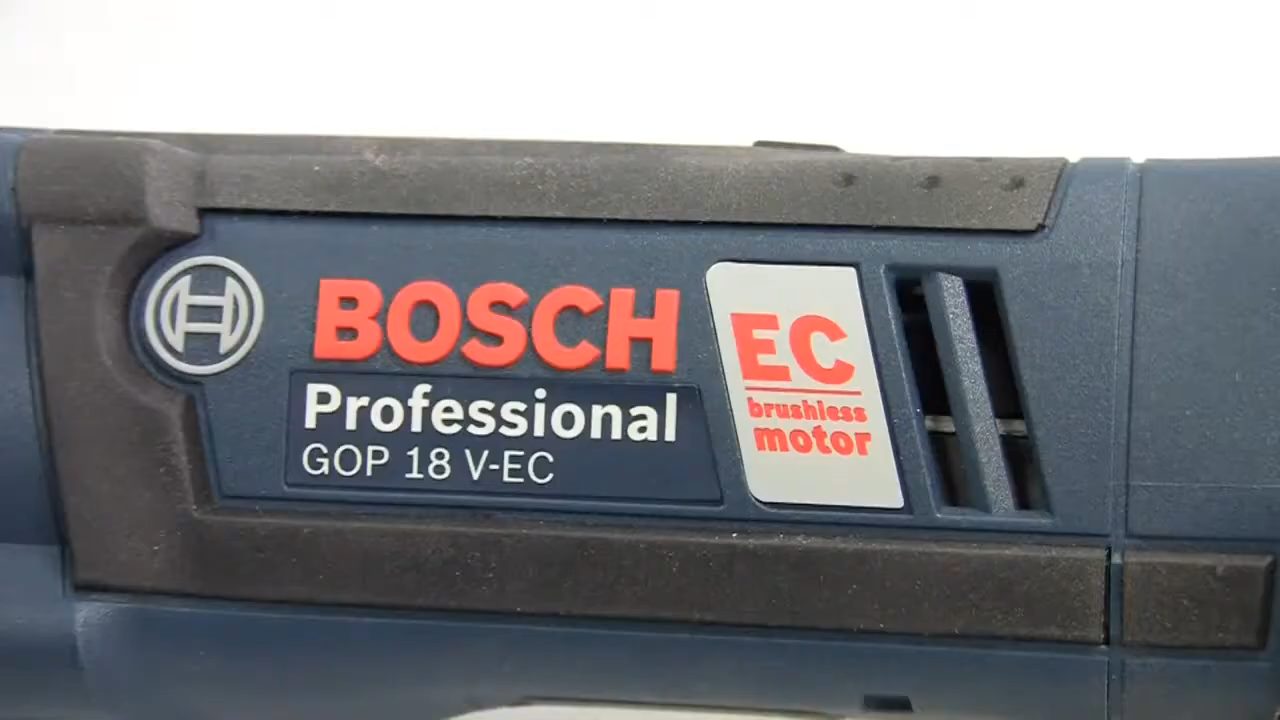 BOSCH
Professional
GOP 18 V-EC
EC
brushless
motor